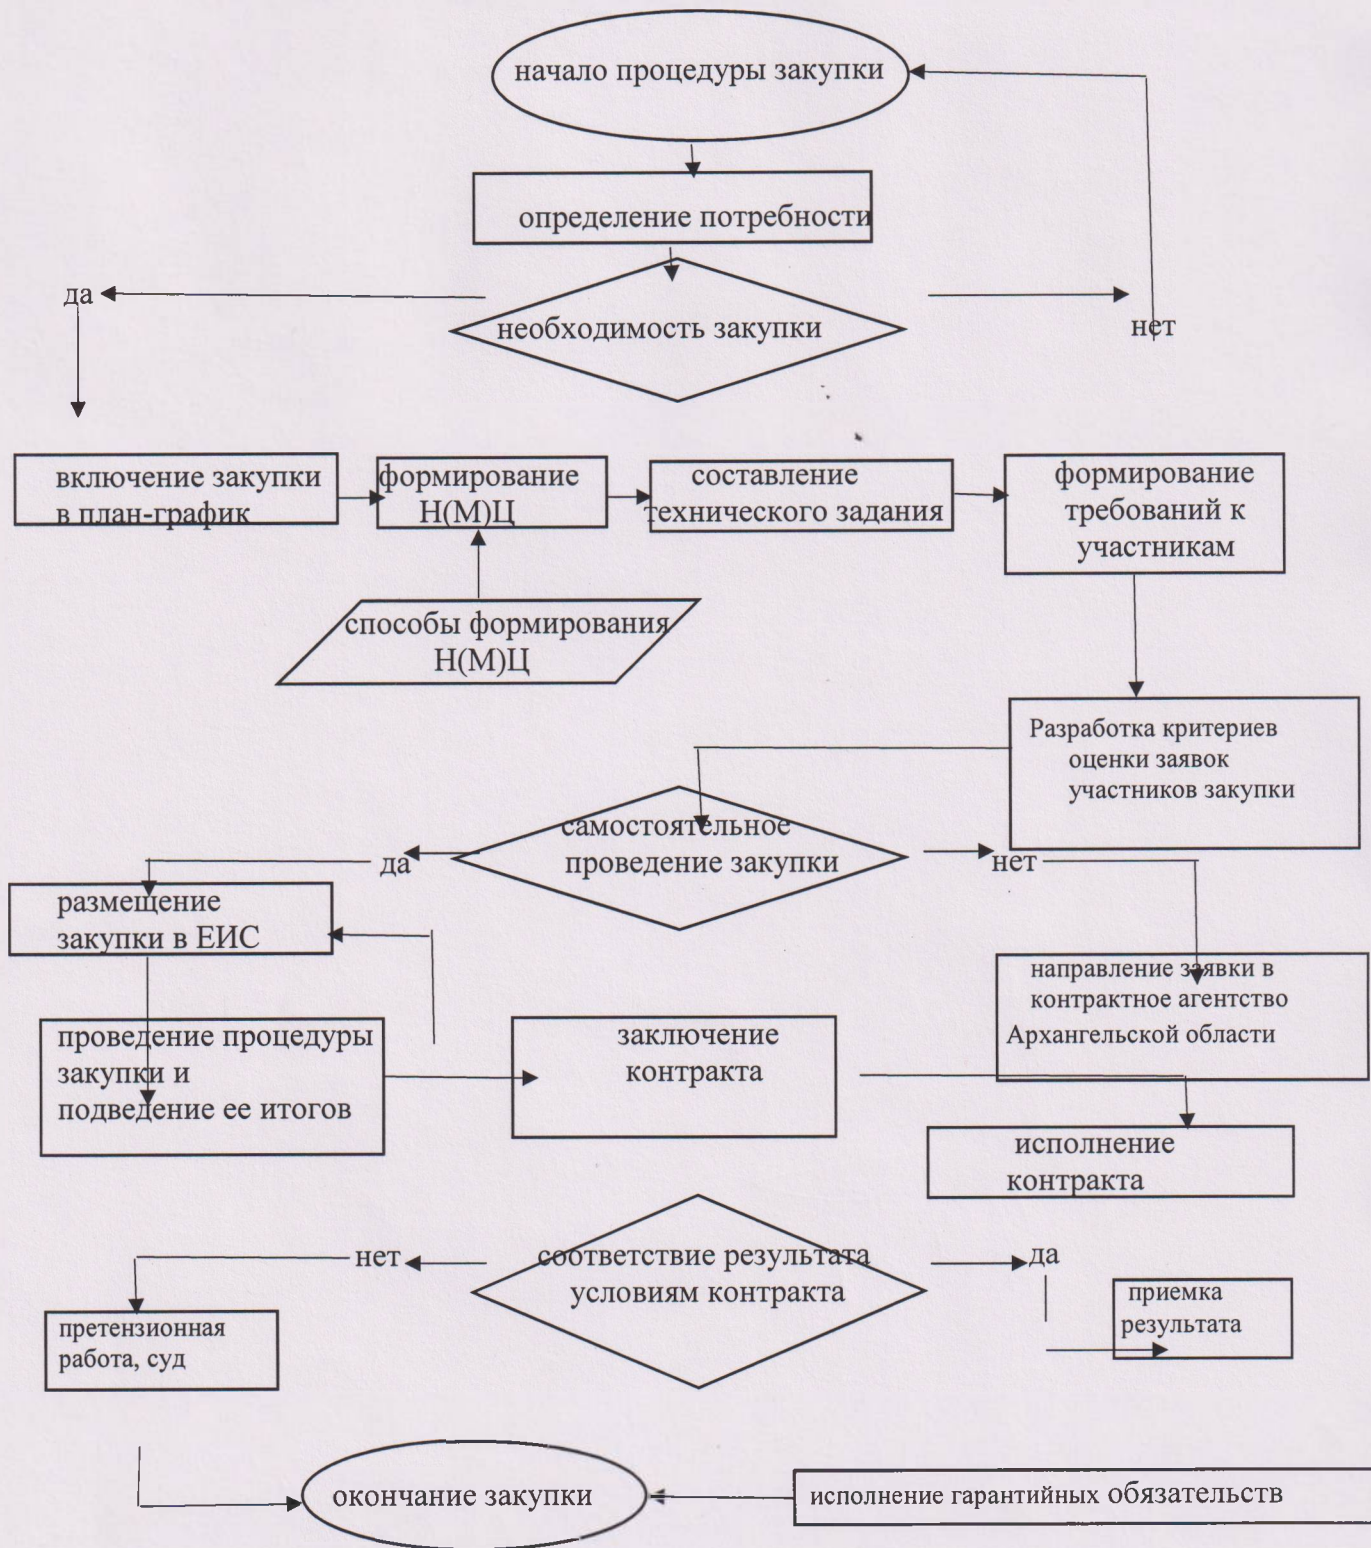 начало процедуры закупки
определение потребности
да
необходимость закупки
нет
включение закупки
в план-график
формирование
Н(М)Ц
составление
технического задания
формирование
требований к
участникам
способы формирования
Н(М)Ц
Разработка критериев
оценки заявок
участников закупки
самостоятельное
проведение закупки
да
нет
размещение
закупки в ЕИС
направление заявки в
контрактное агентство
Архангельской области
проведение процедуры
закупки и
подведение ее итогов
заключение
контракта
исполнение
контракта
нет
соответствие результата
условиям контракта
да
приемка
результата
претензионная
работа, суд
окончание закупки
исполнение гарантийных обязательств